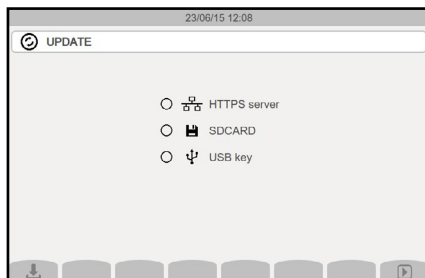 23/06/15 12:08
UPDATE
HTTPS server
SDCARD
USB key